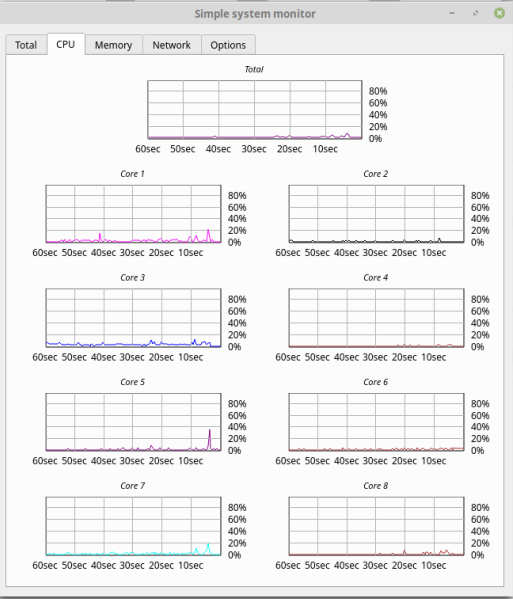 Simple system monitor
Total CPU Memory Network Options
Total
80%
60%
40%
20%
0%
60sec 50sec 40sec 30sec 20sec 10sec
Core 1 Core 2
80% 80%
60% 60%
40% 40%
20% 20%
0% 0%
60sec 50sec 40sec 30sec 20sec 10sec 60sec 50sec 40sec 30sec 20sec 10sec
Core 3 Core 4
80% 80%
60% 60%
40% 40%
20% 20%
0% 0%
60sec 50sec 40sec 30sec 20sec 10sec 60sec 50sec 40sec 30sec 20sec 10sec
Core 5 Core 6
80% 80%
60% 60%
40% 40%
20% 20%
0% 0%
60sec 50sec 40sec 30sec 20sec 10sec 60sec 50sec 40sec 30sec 20sec 10sec
Core 7 Core 8
80% 80%
60% 60%
40% 40%
20% 20%
0% 0%
60sec 50sec 40sec 30sec 20sec 10sec 60sec 50sec 40sec 30sec 20sec 10sec